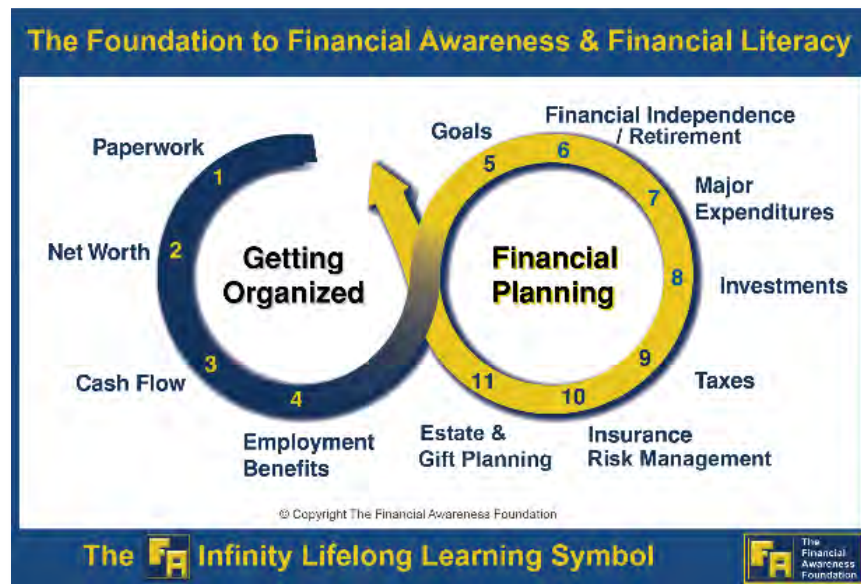 The Foundation to Financial Awareness & Financial Literacy
Paperwork
1
Net Worth
2
Cash Flow
3
Employment
Benefits
4
Getting
Organized
Goals
5
Financial Independence
/ Retirement
6
Major
Expenditures
7
Investments
8
Taxes
9
Insurance
Risk Management
10
Estate &
Gift Planning
11
Financial
Planning
© Copyright The Financial Awareness Foundation
The FA Infinity Lifelong Learning Symbol
FA
The
Financial
Awareness
Foundation